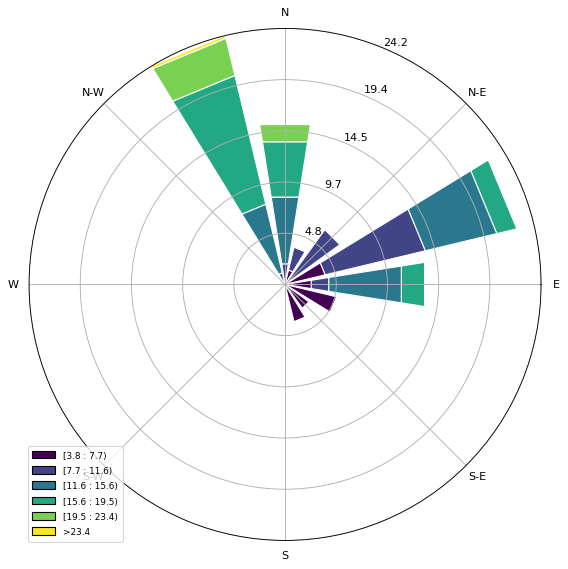 N
24.2
N-W
19.4
N-E
14.5
9.7
4.8
W
E
[3.8 : 7.7)
[7.7 : 11.6)
[11.6 : 15.6)
[15.6 : 19.5)
[19.5 : 23.4)
>23.4
S-W
S-E
S